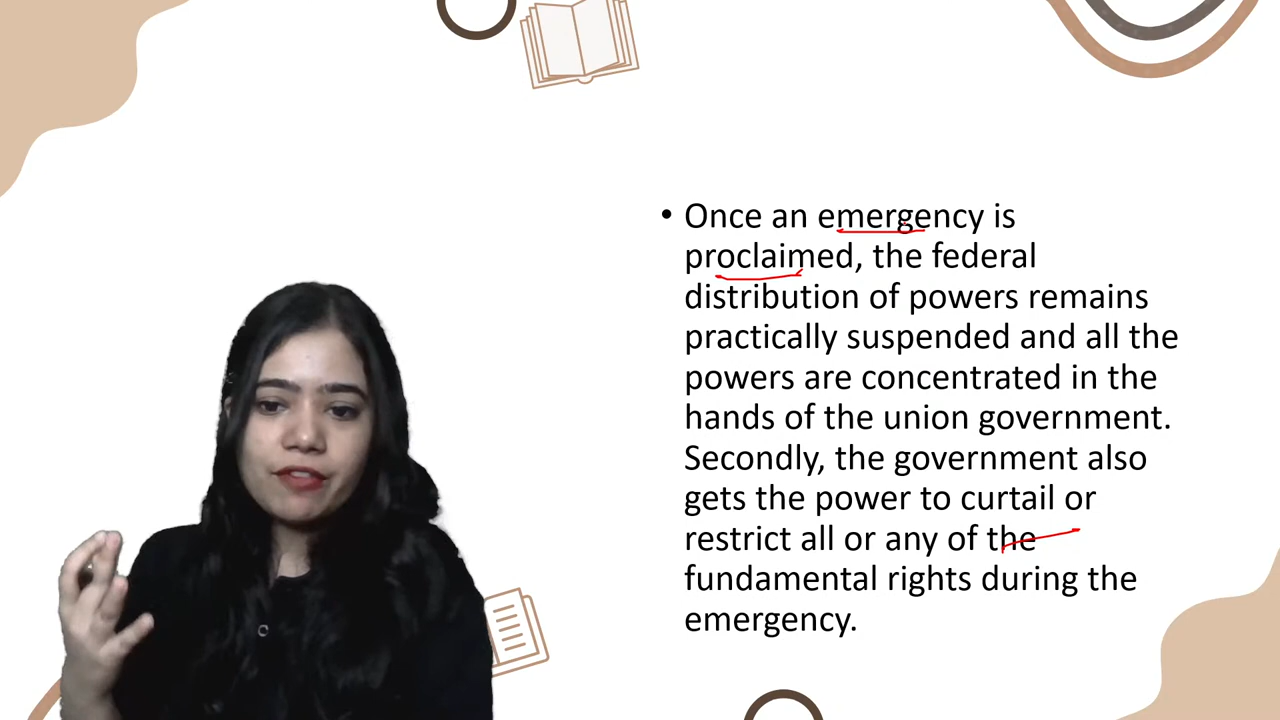 • Once an emergency is
proclaimed, the federal
distribution of powers remains
practically suspended and all the
powers are concentrated in the
hands of the union government.
Secondly, the government also
gets the power to curtail or
restrict all or any of the
fundamental rights during the
emergency.